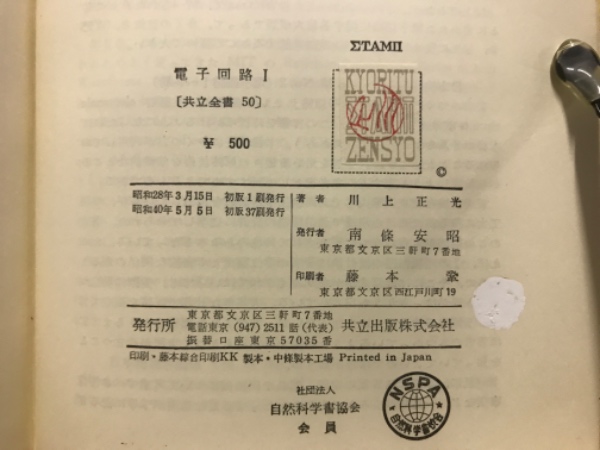 ΣTAMΠ
電子回路 I
〔共立全書 50〕
¥ 500
KYORITU
ZENSYO
©
昭和28年3月15日 初版1刷発行
昭和40年5月5日 初版37刷発行
著者 川上正光
発行者 南條安昭
東京都文京区三軒町7番地
印刷者 藤本
東京都文京区西江戸川町19
発行所
東京都文京区三軒町7番地
電話東京(947)2511番(代表)
振替口座東京57035番
共立出版株式会社
印刷・藤本綜合印刷KK 製本・中條製本工場 Printed in Japan
社団法人
自然科学書協会
会員
NSPA
自然科学書協会